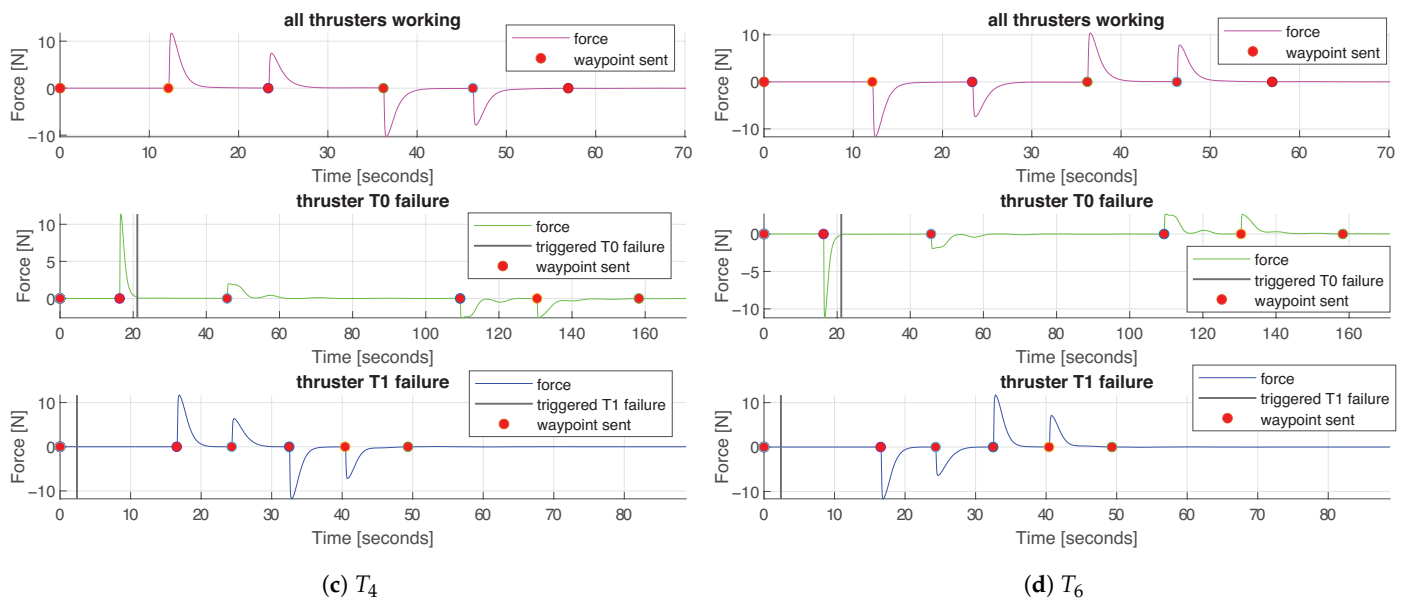 all thrusters working
Force [N]
10
0
−10
force
waypoint sent
0 10 20 30 40 50 60 70
Time [seconds]
thruster T0 failure
Force [N]
10
5
0
force
triggered T0 failure
waypoint sent
0 20 40 60 80 100 120 140 160
Time [seconds]
thruster T1 failure
Force [N]
10
0
−10
force
triggered T1 failure
waypoint sent
0 10 20 30 40 50 60 70 80
Time [seconds]
(c) T4
all thrusters working
Force [N]
10
0
−10
force
waypoint sent
0 10 20 30 40 50 60 70
Time [seconds]
thruster T0 failure
Force [N]
0
−5
−10
force
triggered T0 failure
waypoint sent
0 20 40 60 80 100 120 140 160
Time [seconds]
thruster T1 failure
Force [N]
10
0
−10
force
triggered T1 failure
waypoint sent
0 10 20 30 40 50 60 70 80
Time [seconds]
(d) T6